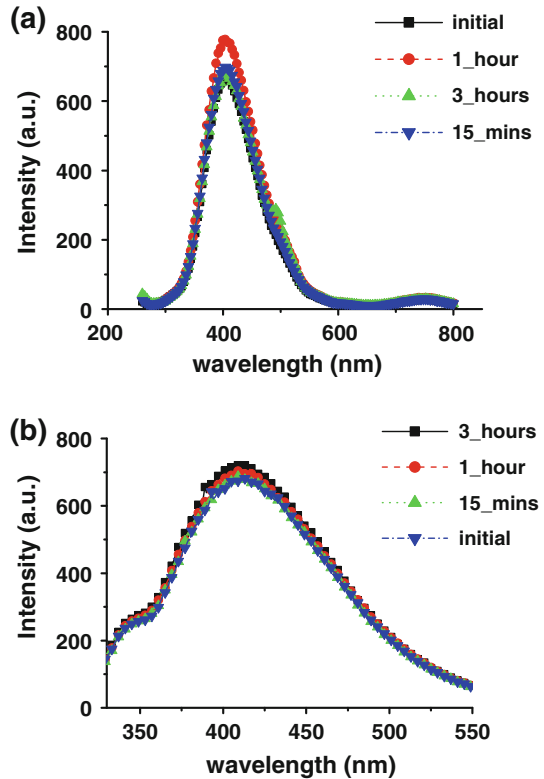 (a)
initial
1_hour
3_hours
15_mins
Intensity (a.u.)
800
600
400
200
0
200 400 600 800
wavelength (nm)
(b)
3_hours
1_hour
15_mins
initial
Intensity (a.u.)
800
600
400
200
0
350 400 450 500 550
wavelength (nm)